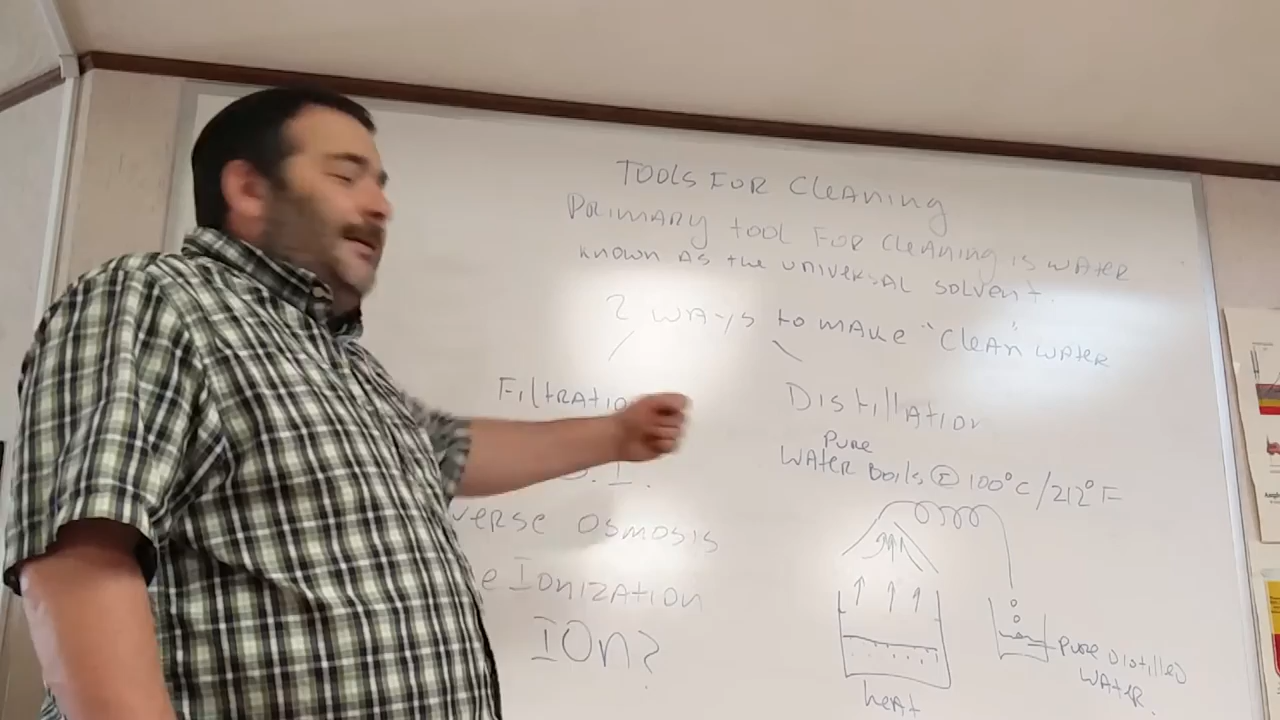 TOOLS FOR CLEANING
PRIMARY TOOL FOR CLEANING IS WATER
KNOWN AS the UNIVERSAL SOLVENT.
2 WAYS to MAKE "CLEAN" WATER
Filtratio
DistillAtion
Pure
WATER Boils @ 100°C/212°F
.I.
verse Osmosis
e Ionization
ION?
Pure Distilled
WATER.
heat